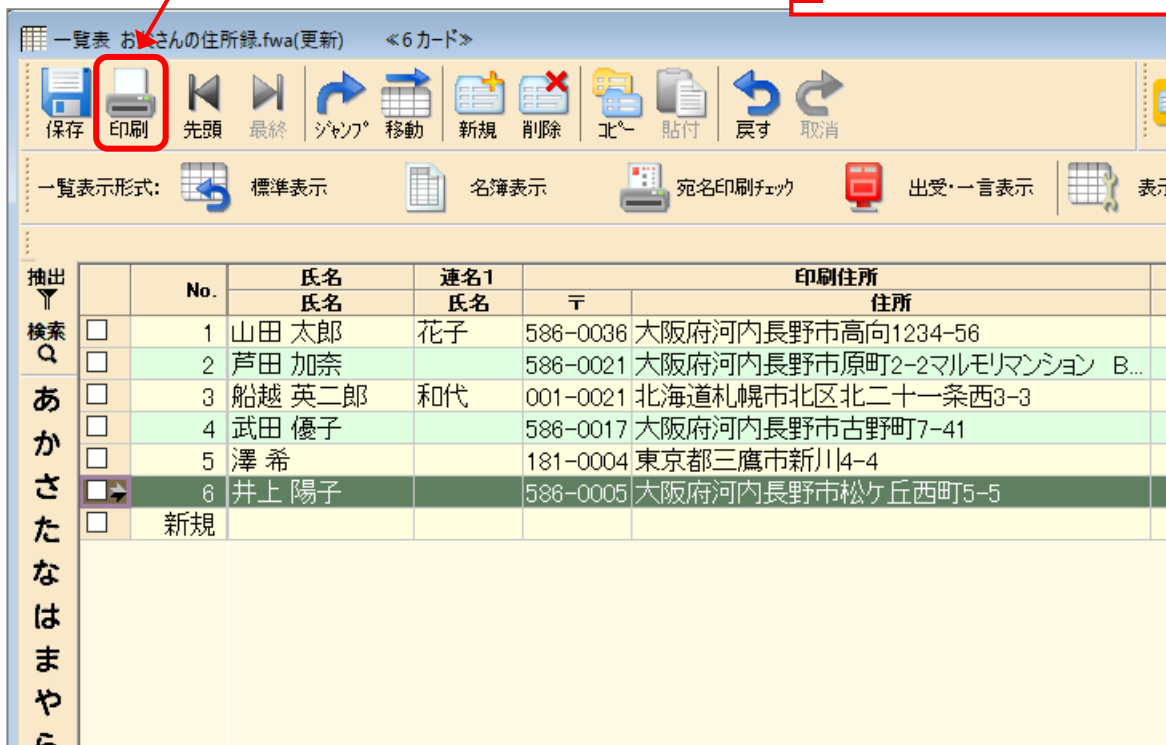 一覧表 お さんの住所録.fwa(更新) ≪6 カード≫
保存 印刷 先頭 最終 ジャンプ 移動 新規 削除 コピー 貼付 戻す 取消
一覧表示形式: 標準表示 名簿表示 宛名印刷チェック 出受・一言表示 表示
抽出 No. 氏名 連名1 印刷住所
氏名 氏名 〒 住所
検索
1 山田 太郎 花子 586-0036 大阪府河内長野市高向1234-56
2 芦田 加奈 586-0021 大阪府河内長野市原町2-2マルモリマンション B...
3 船越 英二郎 和代 001-0021 北海道札幌市北区北二十一条西3-3
4 武田 優子 586-0017 大阪府河内長野市古野町7-41
5 澤 希 181-0004 東京都三鷹市新川4-4
6 井上 陽子 586-0005 大阪府河内長野市松ケ丘西町5-5
新規
あ
か
さ
た
な
は
ま
や
ら